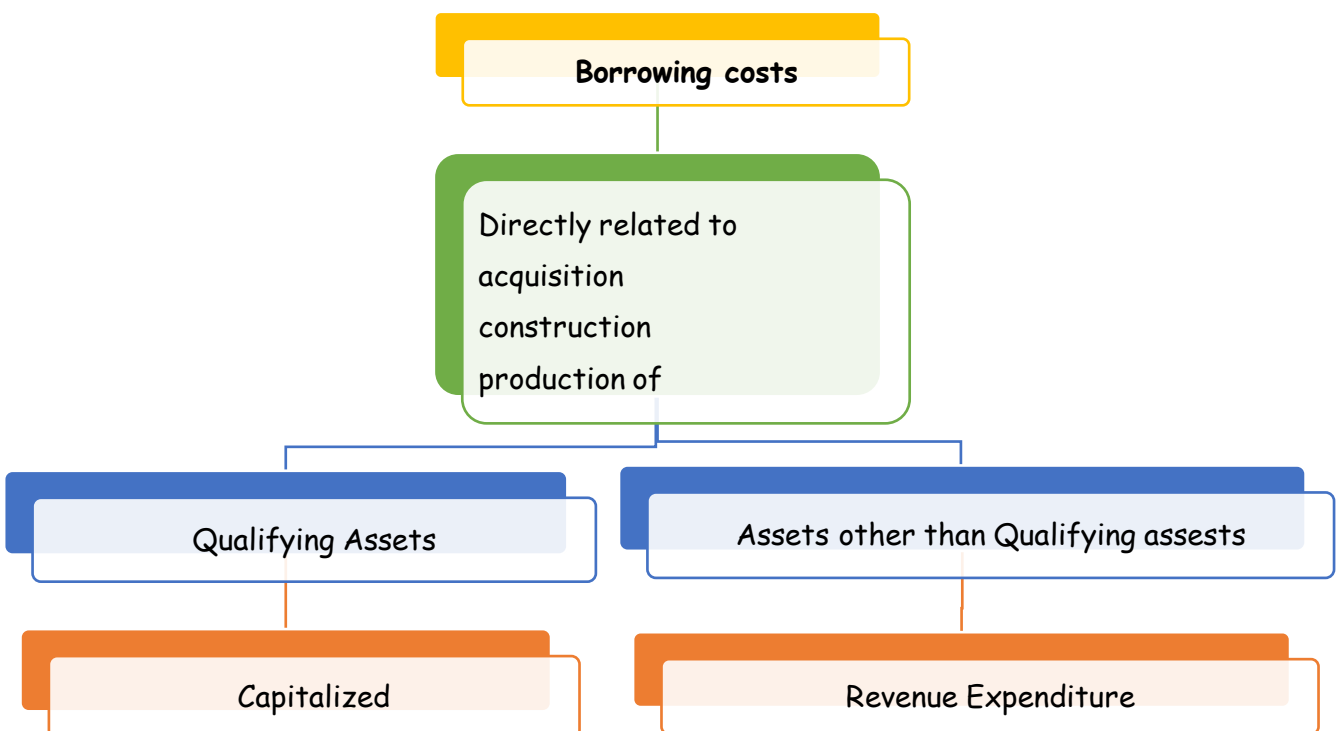 Borrowing costs
Directly related to
acquisition
construction
production of
Qualifying Assets
Assets other than Qualifying assests
Capitalized
Revenue Expenditure